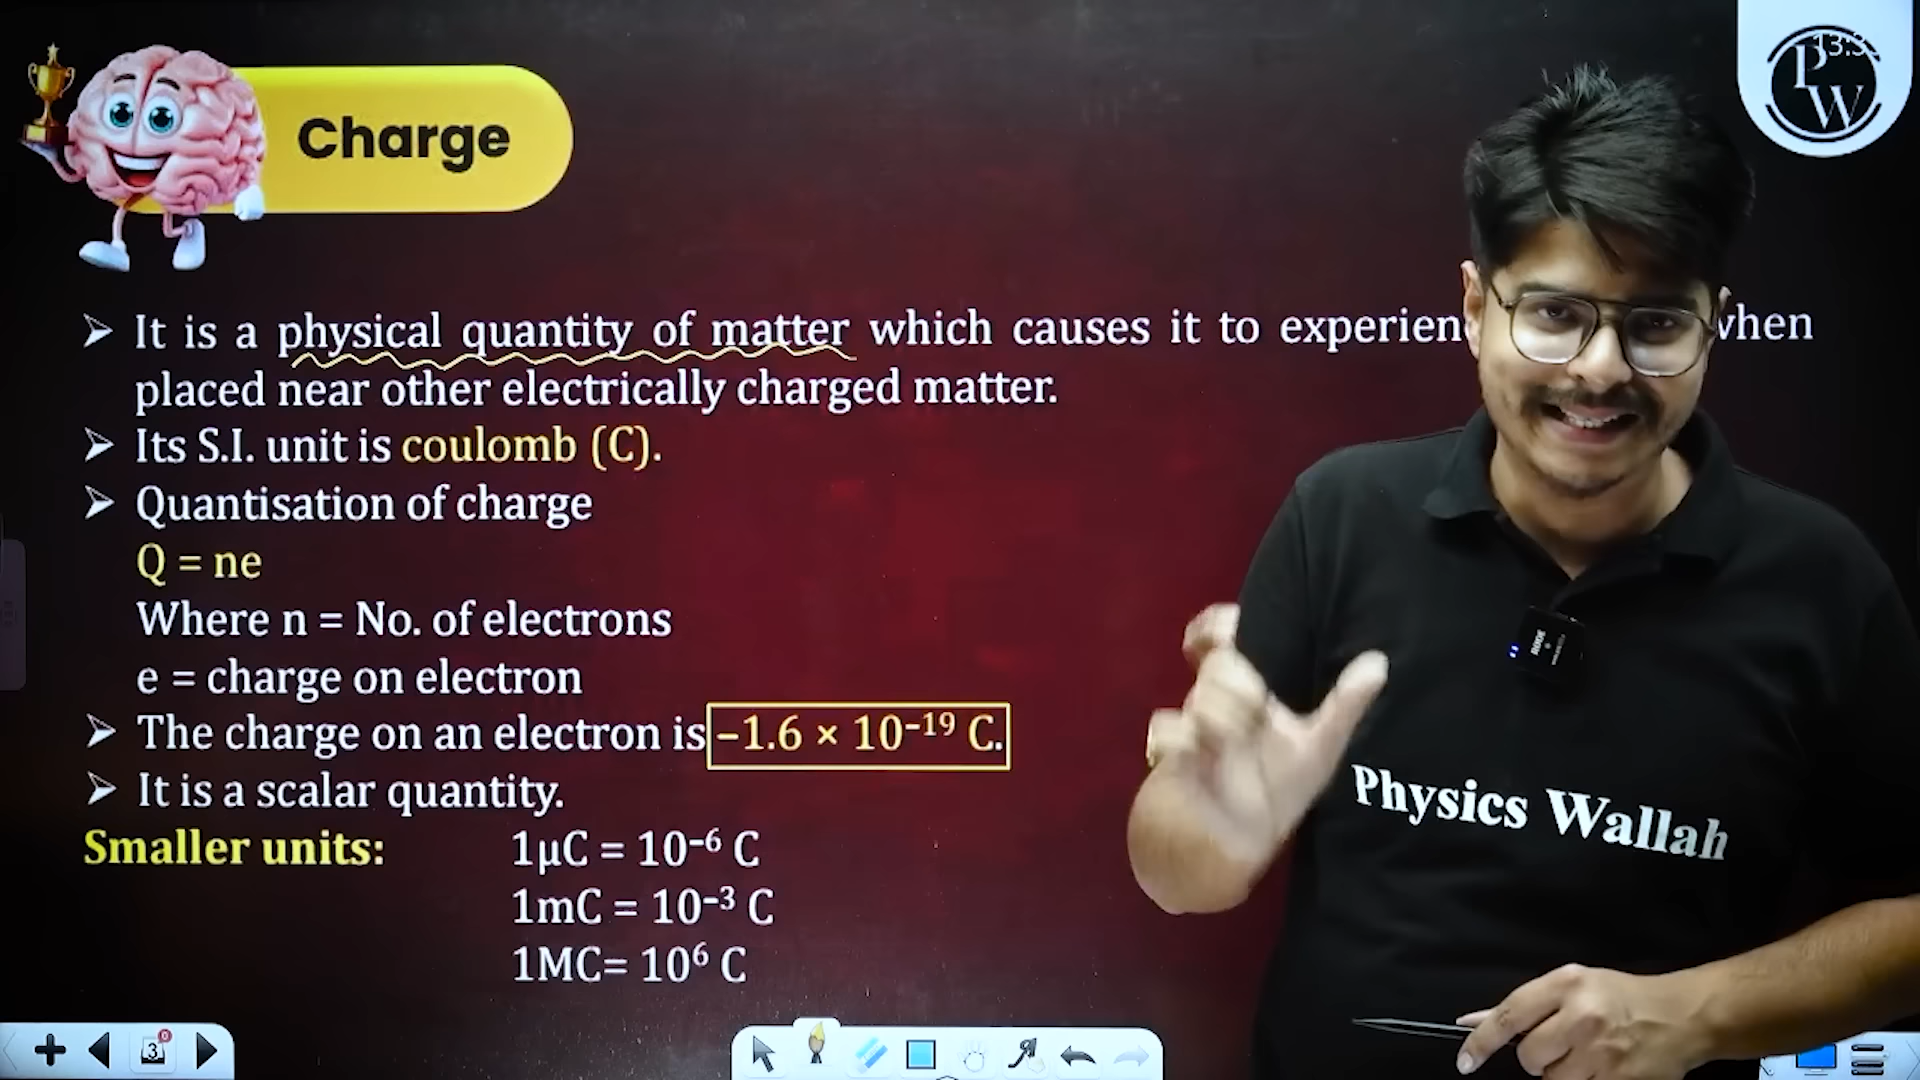 Charge
PW
➢ It is a physical quantity of matter which causes it to when
placed near other electrically charged matter.
➢ Its S.I. unit is coulomb (C).
➢ Quantisation of charge
Q = ne
Where n = No. of electrons
e = charge on electron
➢ The charge on an electron is –1.6 × 10⁻¹⁹ C.
➢ It is a scalar quantity.
Smaller units: 1μC = 10⁻⁶ C
1mC = 10⁻³ C
1MC= 10⁶ C
RODE
Physics Wallah
3